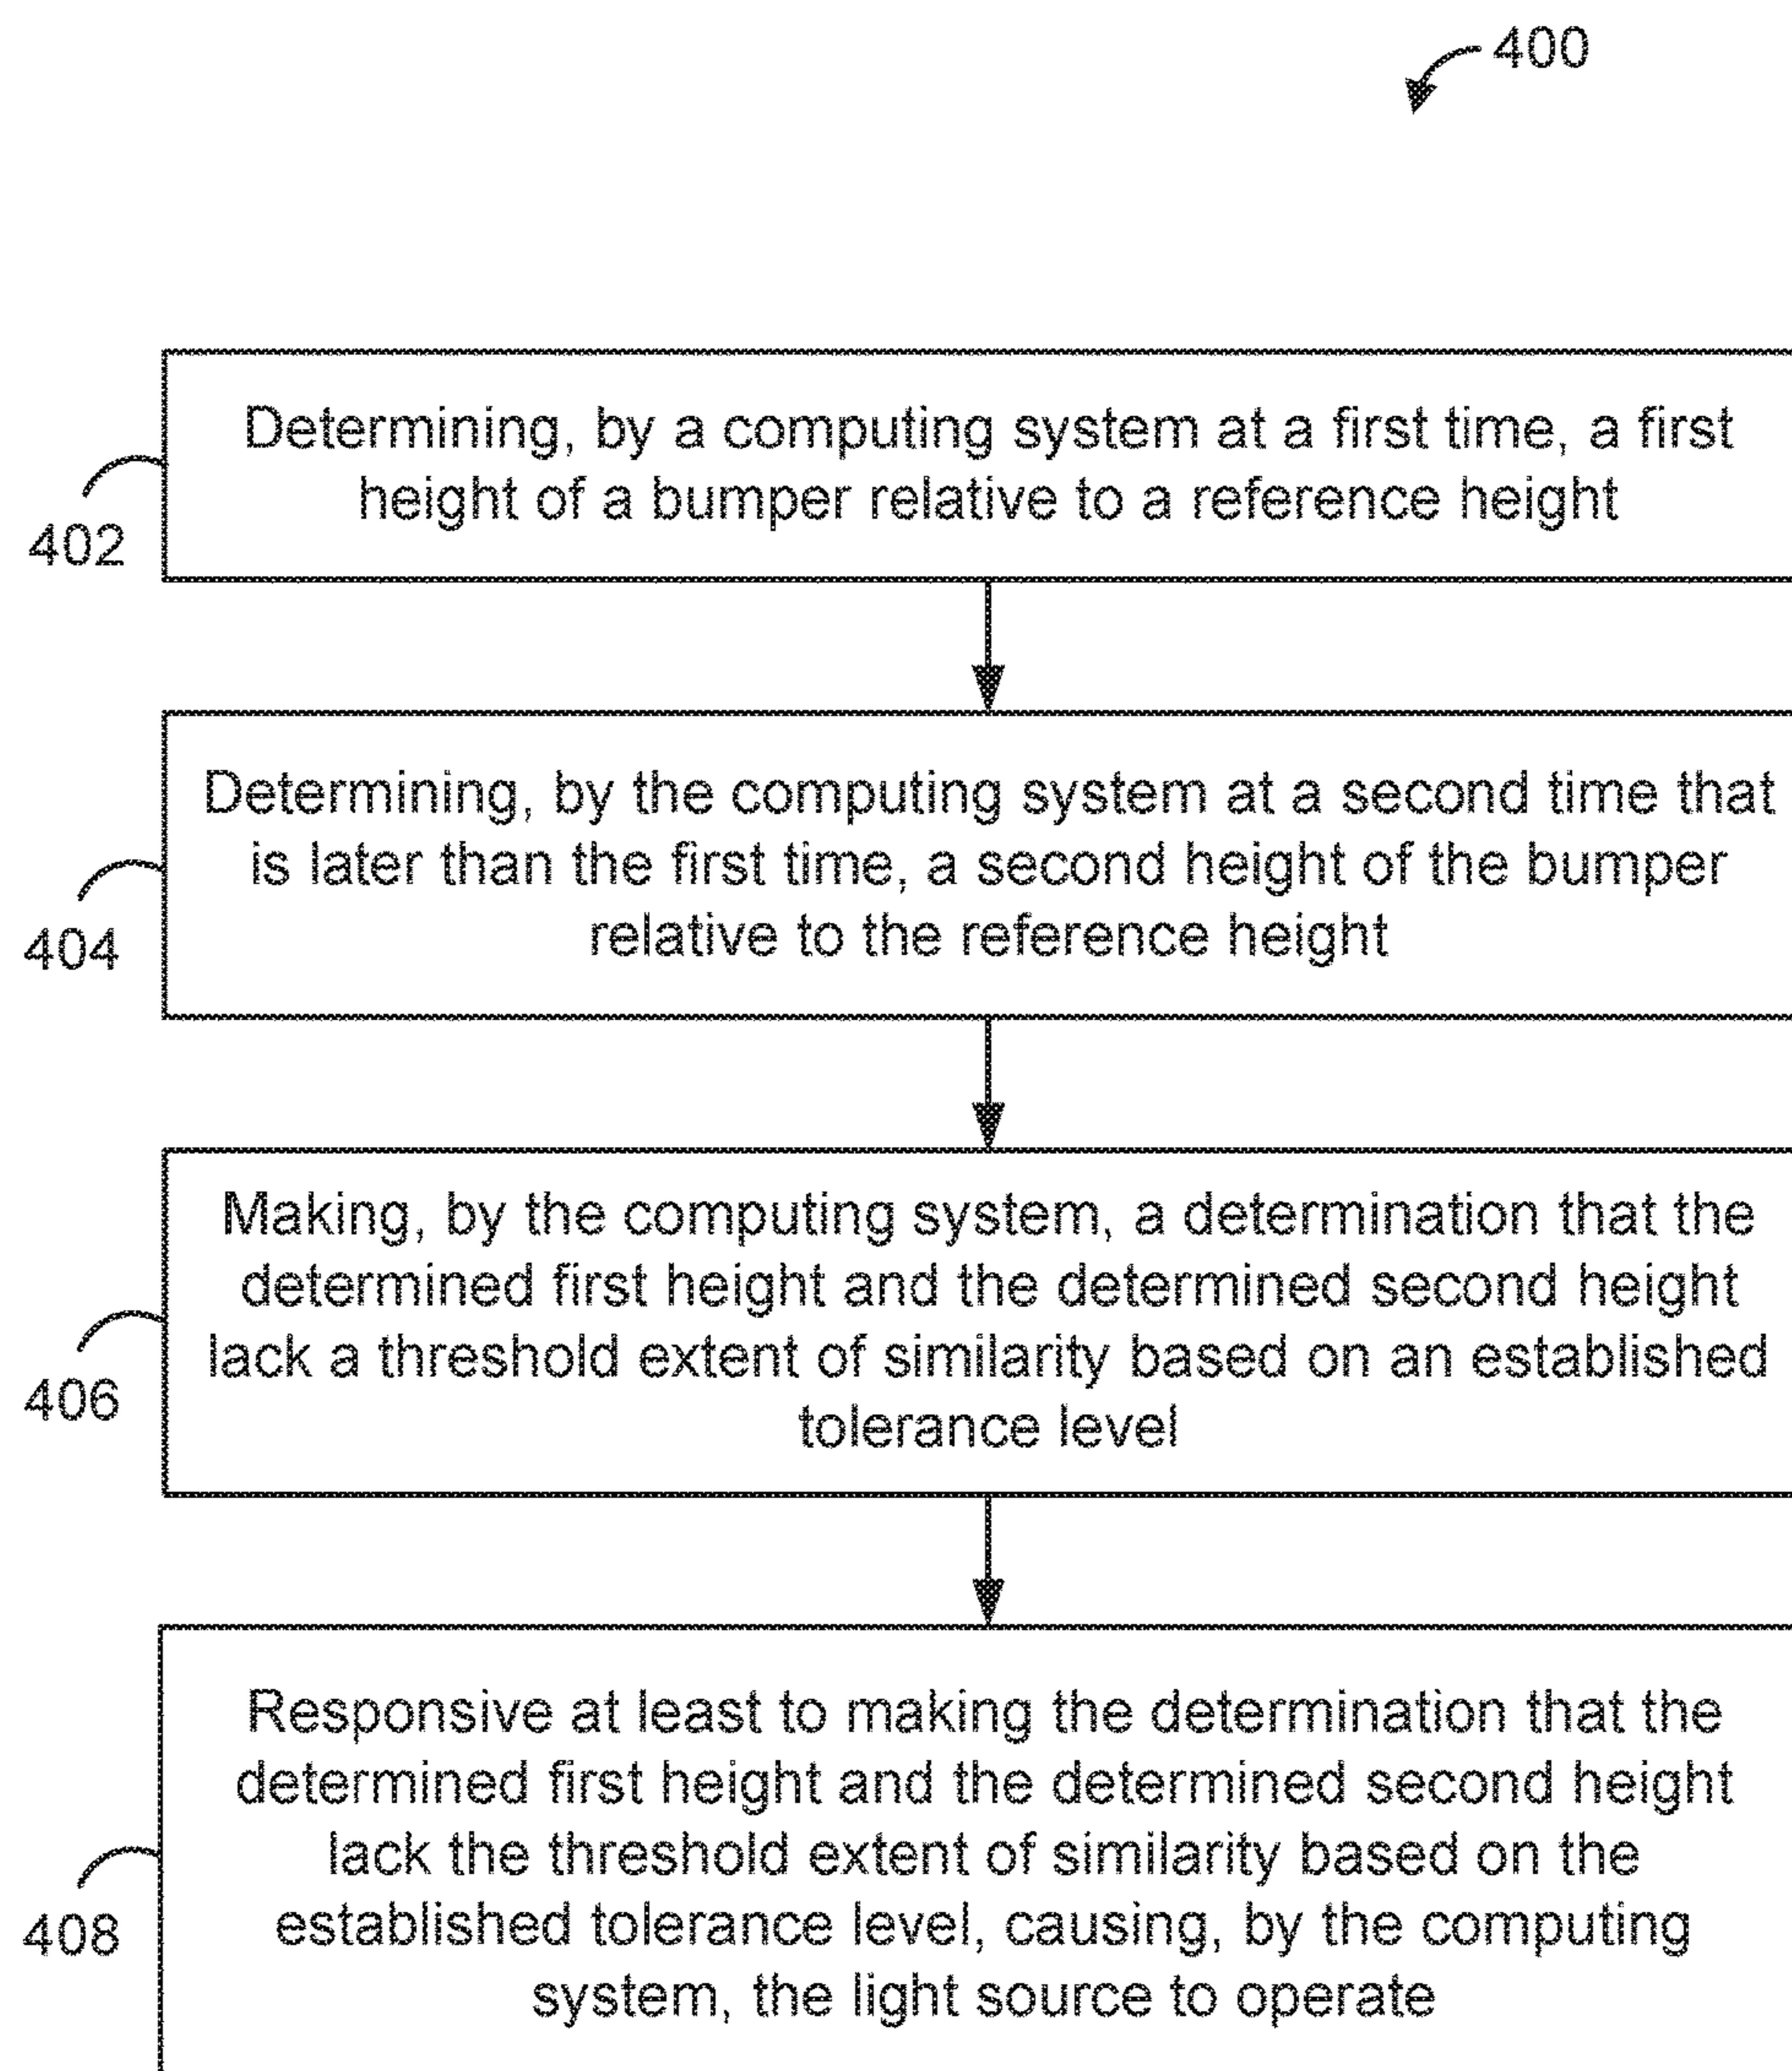 400
Determining, by a computing system at a first time, a first
height of a bumper relative to a reference height
402
Determining, by the computing system at a second time that
is later than the first time, a second height of the bumper
relative to the reference height
404
Making, by the computing system, a determination that the
determined first height and the determined second height
lack a threshold extent of similarity based on an established
tolerance level
406
Responsive at least to making the determination that the
determined first height and the determined second height
lack the threshold extent of similarity based on the
established tolerance level, causing, by the computing
system, the light source to operate
408